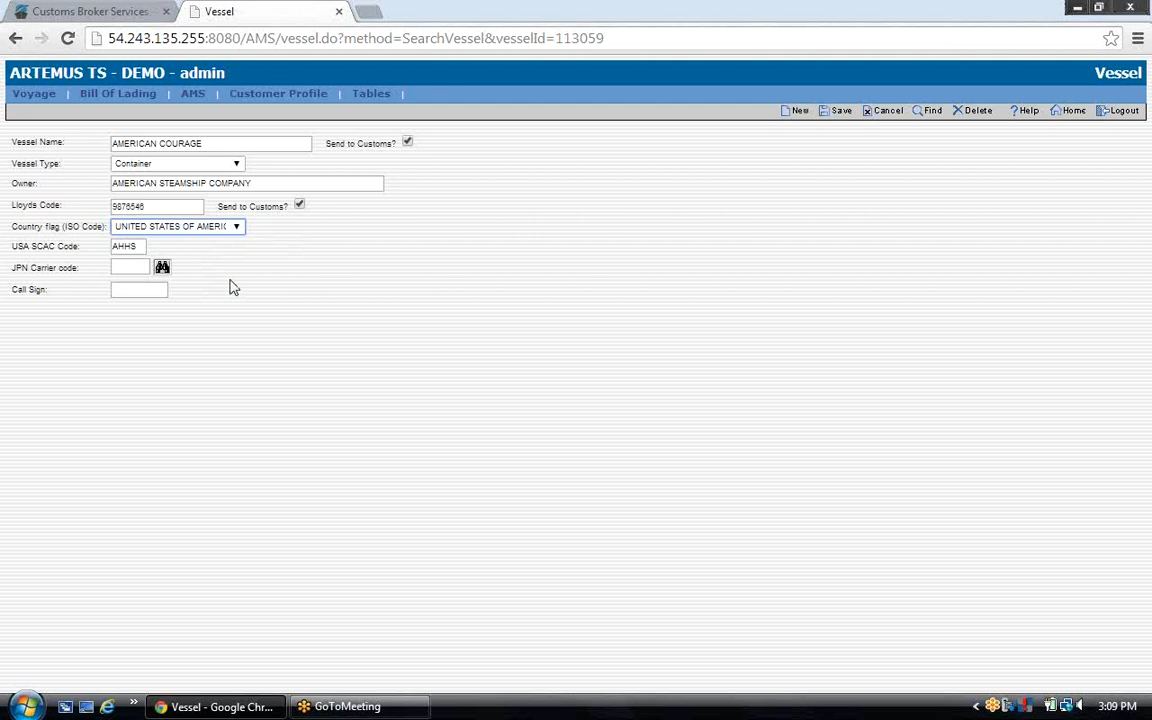 Customs Broker Services
Vessel
54.243.135.255:8080/AMS/vessel.do?method=SearchVessel&vesselId=113059
ARTEMUS TS - DEMO - admin
Vessel
Voyage | Bill Of Lading | AMS | Customer Profile | Tables |
New Save Cancel Find Delete ? Help Home Logout
Vessel Name: AMERICAN COURAGE Send to Customs?
Vessel Type: Container
Owner: AMERICAN STEAMSHIP COMPANY
Lloyds Code: 9876546 Send to Customs?
Country flag (ISO Code): UNITED STATES OF AMERIC
USA SCAC Code: AHHS
JPN Carrier code:
Call Sign:
» Vessel - Google Chr... GoToMeeting 3:09 PM